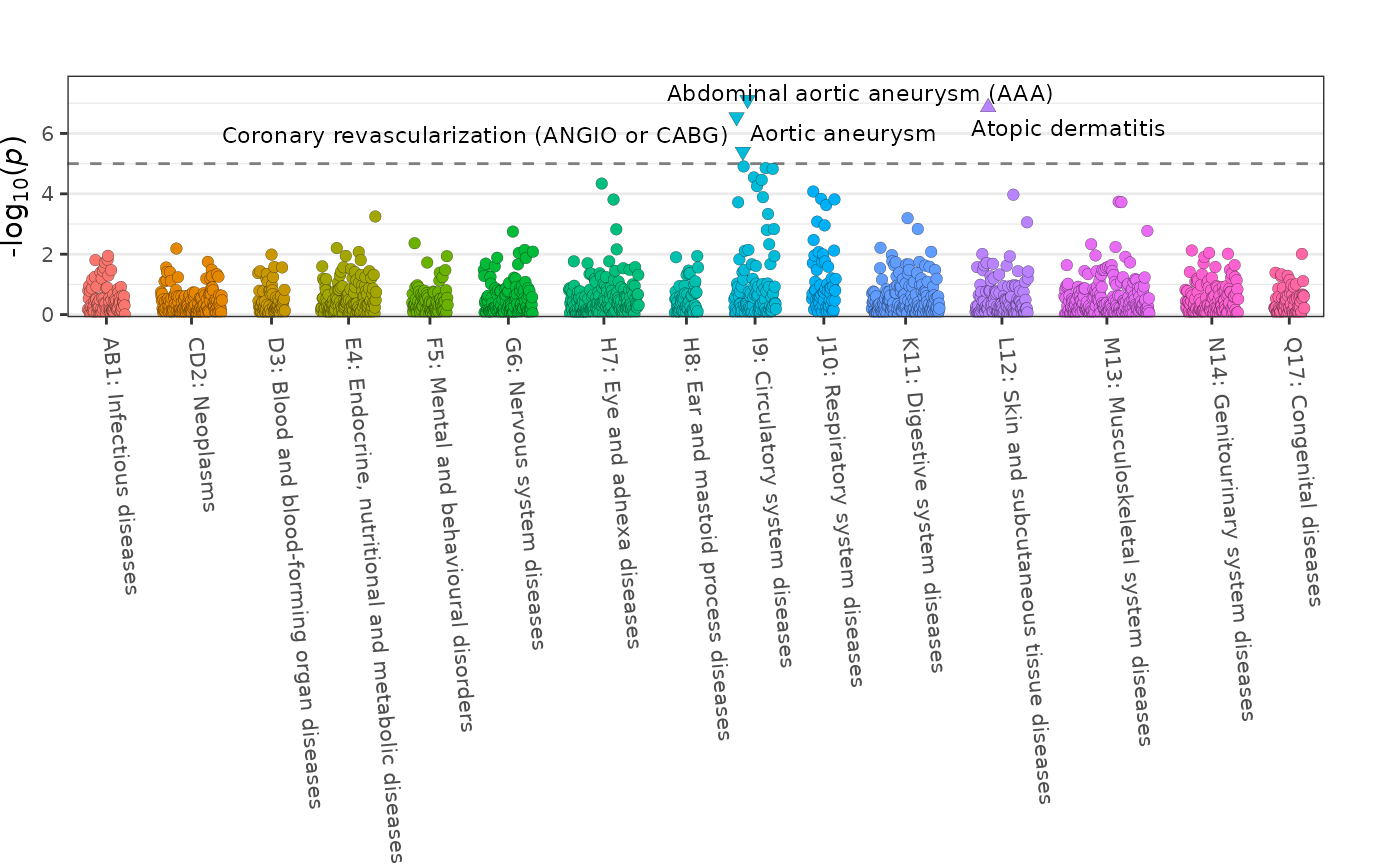 Abdominal aortic aneurysm (AAA)
Coronary revascularization (ANGIO or CABG)
Aortic aneurysm
Atopic dermatitis
-log10(p)
6
4
2
0
AB1: Infectious diseases
CD2: Neoplasms
D3: Blood and blood-forming organ diseases
E4: Endocrine, nutritional and metabolic diseases
F5: Mental and behavioural disorders
G6: Nervous system diseases
H7: Eye and adnexa diseases
H8: Ear and mastoid process diseases
I9: Circulatory system diseases
J10: Respiratory system diseases
K11: Digestive system diseases
L12: Skin and subcutaneous tissue diseases
M13: Musculoskeletal system diseases
N14: Genitourinary system diseases
Q17: Congenital diseases